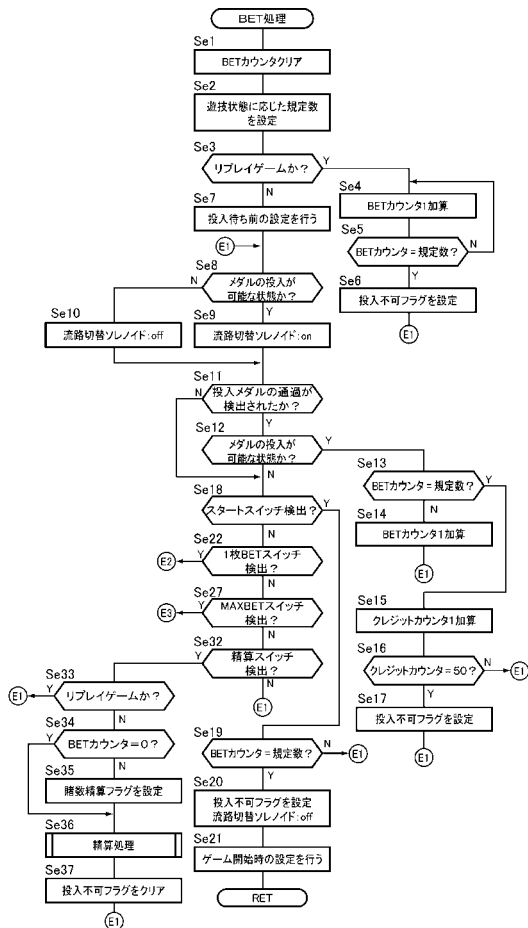 BET処理
Se1
BETカウンタクリア
Se2
遊技状態に応じた規定数
を設定
Se3
リプレイゲームか？
Y
N
Se4
BETカウンタ1加算
Se5
BETカウンタ＝規定数？
N
Y
Se6
投入不可フラグを設定
E1
Se7
投入待ち前の設定を行う
E1
Se8
メダルの投入が
可能な状態か？
N
Y
Se10
流路切替ソレノイド：off
Se9
流路切替ソレノイド：on
Se11
投入メダルの通過が
検出されたか？
N
Y
Se12
メダルの投入が
可能な状態か？
Y
N
Se13
BETカウンタ＝規定数？
Y
N
Se14
BETカウンタ1加算
E1
Se15
クレジットカウンタ1加算
Se16
クレジットカウンタ＝50？
N
E1
Y
Se17
投入不可フラグを設定
E1
Se18
スタートスイッチ検出？
Y
N
Se22
1枚BETスイッチ
検出？
Y
E2
N
Se27
MAXBETスイッチ
検出？
Y
E3
N
Se32
精算スイッチ
検出？
Y
N
E1
Se33
リプレイゲームか？
Y
E1
N
Se34
BETカウンタ＝0？
Y
N
Se35
賭数精算フラグを設定
Se36
精算処理
Se37
投入不可フラグをクリア
E1
Se19
BETカウンタ＝規定数？
N
E1
Y
Se20
投入不可フラグを設定
流路切替ソレノイド：off
Se21
ゲーム開始時の設定を行う
RET